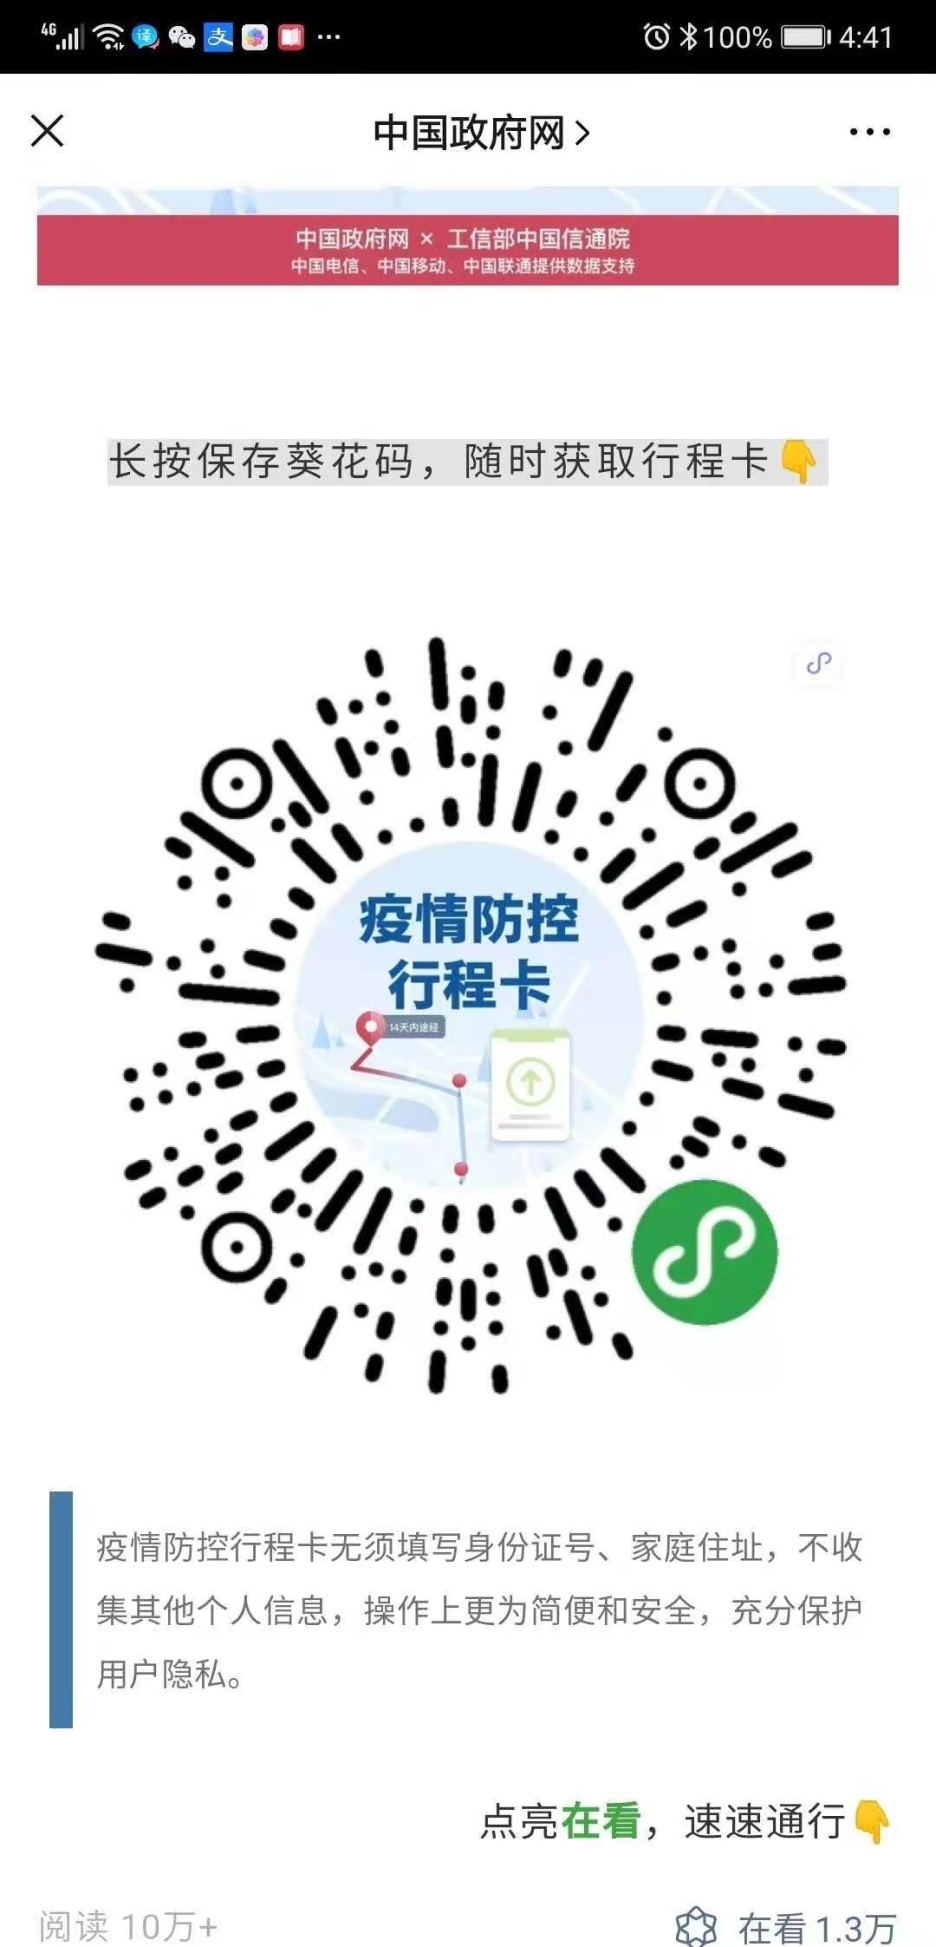 4G 译 支 ··· 100% 4:41
中国政府网
中国政府网 × 工信部中国信通院
中国电信、中国移动、中国联通提供数据支持
长按保存葵花码，随时获取行程卡👇
疫情防控
行程卡
14天内途经
疫情防控行程卡无须填写身份证号、家庭住址，不收
集其他个人信息，操作上更为简便和安全，充分保护
用户隐私。
点亮在看，速速通行👇
阅读 10万+
在看 1.3万